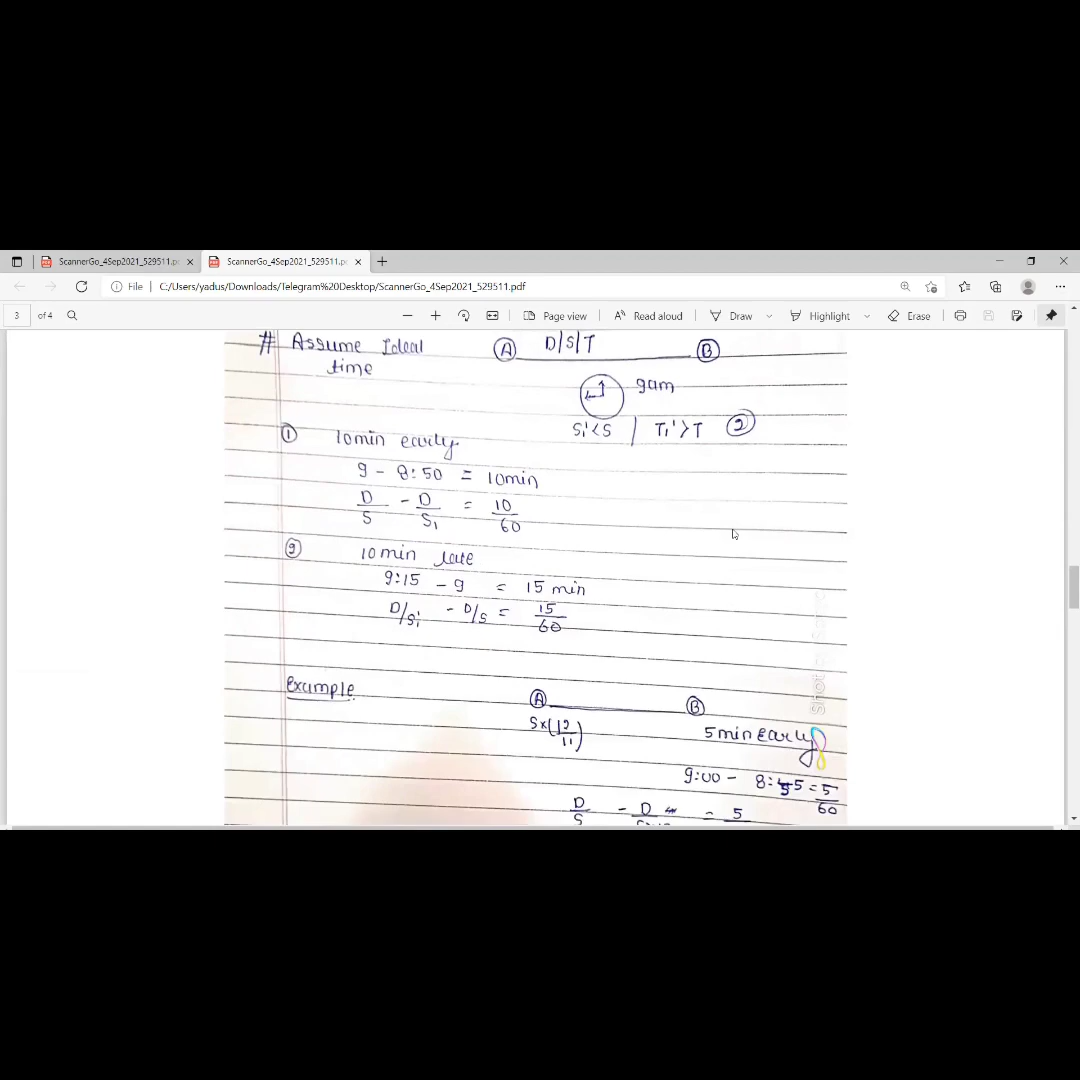 ScannerGo_4Sep2021_529511.p
ScannerGo_4Sep2021_529511.p
File | C:/Users/yadus/Downloads/Telegram%20Desktop/ScannerGo_4Sep2021_529511.pdf
3 of 4
Page view
Read aloud
Draw
Highlight
Erase
# Assume Ideal time
A D/S/T B
9am
S₁'<S | T₁'>T 2
① 10min early
9 - 8:50 = 10min
D/S - D/S₁ = 10/60
② 10min late
9:15 - 9 = 15 min
D/S₁' - D/S = 15/60
Example
A B
S×(12/11)
5min early
9:00 - 8:55 = 5/60
D/S - D = 5
Shot